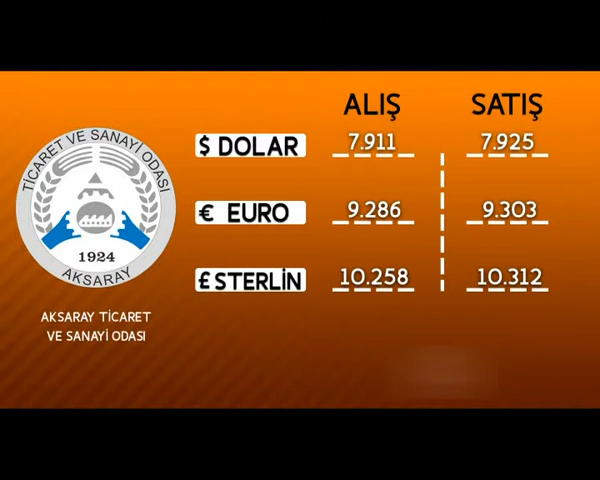 ALIŞ SATIŞ
$ DOLAR 7.911 7.925
€ EURO 9.286 9.303
£ STERLİN 10.258 10.312
TİCARET VE SANAYİ ODASI
1924
AKSARAY
AKSARAY TİCARET
VE SANAYİ ODASI